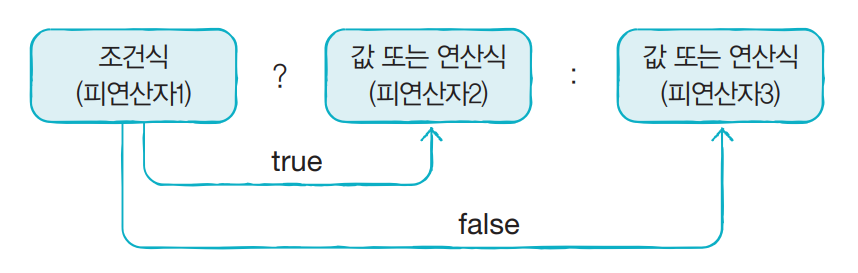 조건식
(피연산자1)
?
값 또는 연산식
(피연산자2)
:
값 또는 연산식
(피연산자3)
true
false